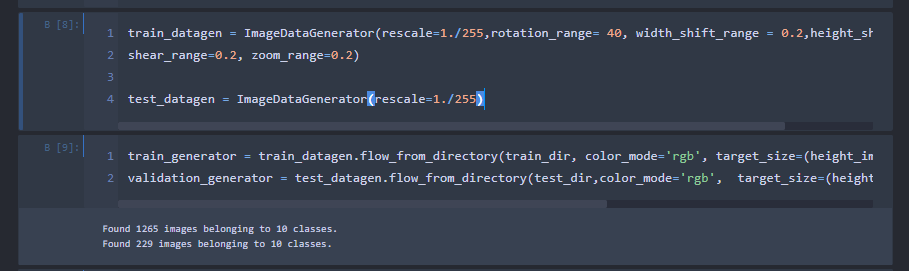 В [8]:
1 train_datagen = ImageDataGenerator(rescale=1./255,rotation_range= 40, width_shift_range = 0.2,height_sh
2 shear_range=0.2, zoom_range=0.2)
3
4 test_datagen = ImageDataGenerator(rescale=1./255)
В [9]:
1 train_generator = train_datagen.flow_from_directory(train_dir, color_mode='rgb', target_size=(height_im
2 validation_generator = test_datagen.flow_from_directory(test_dir,color_mode='rgb',  target_size=(height
Found 1265 images belonging to 10 classes.
Found 229 images belonging to 10 classes.